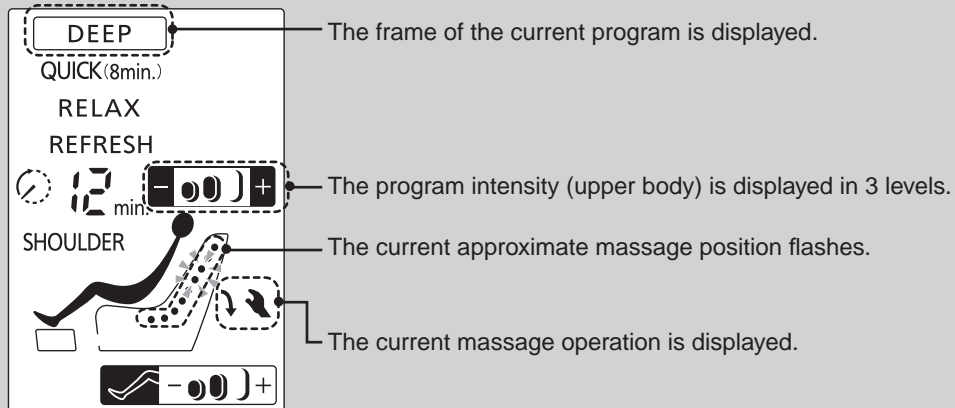 DEEP
The frame of the current program is displayed.
QUICK(8min.)
RELAX
REFRESH
12 min.
- +
The program intensity (upper body) is displayed in 3 levels.
SHOULDER
The current approximate massage position flashes.
The current massage operation is displayed.
- +